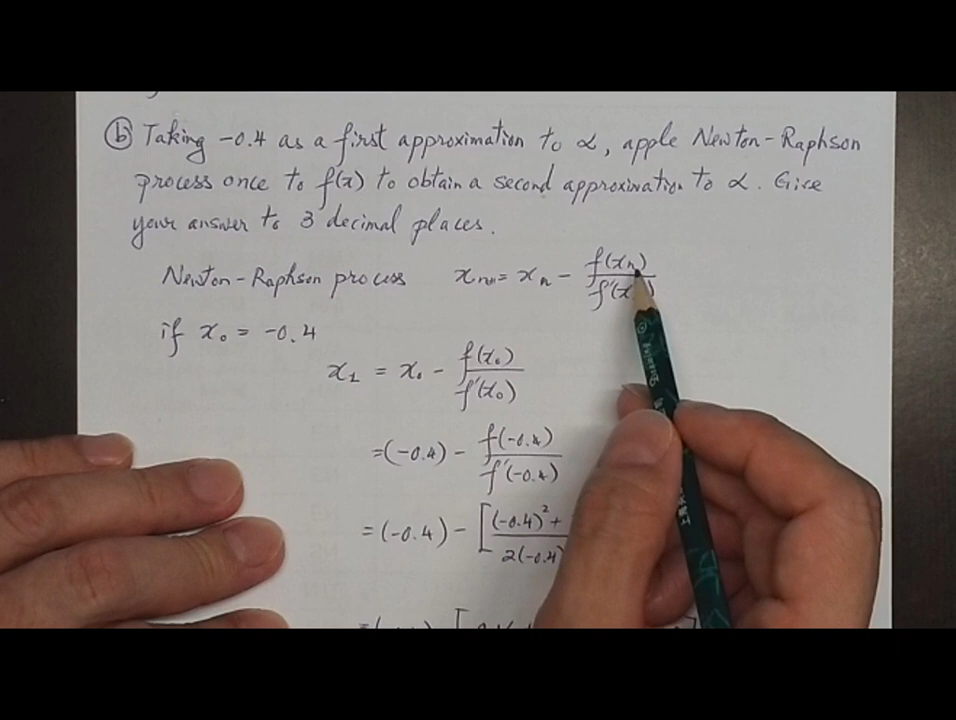 ⓑ Taking -0.4 as a first approximation to α, apple Newton-Raphson
process once to f(x) to obtain a second approximation to α. Give
your answer to 3 decimal places.
Newton-Raphson process xₙ₊₁ = xₙ - f(xₙ)/f'(x )
if x₀ = -0.4
x₁ = x₀ - f(x₀)/f'(x₀)
= (-0.4) - f(-0.4)/f'(-0.4)
= (-0.4) - [(-0.4)² + / 2(-0.4)